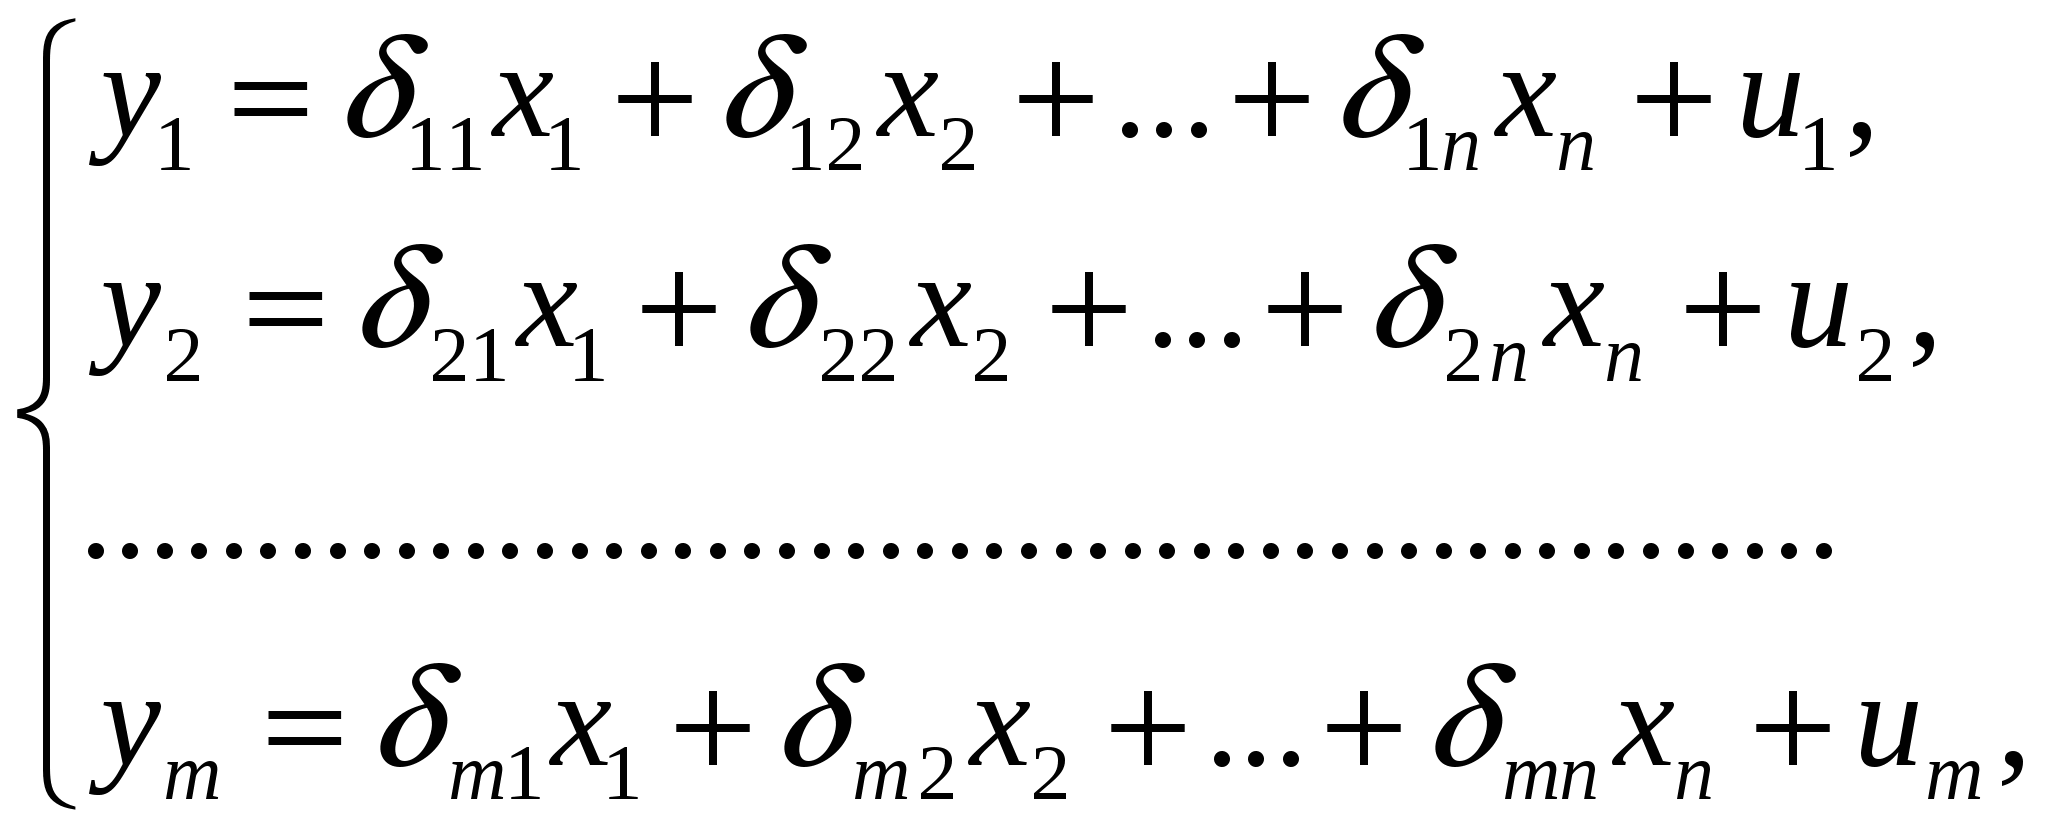 y₁ = δ₁₁x₁ + δ₁₂x₂ + ... + δ₁ₙxₙ + u₁,
y₂ = δ₂₁x₁ + δ₂₂x₂ + ... + δ₂ₙxₙ + u₂,
...................................................
yₘ = δₘ₁x₁ + δₘ₂x₂ + ... + δₘₙxₙ + uₘ,